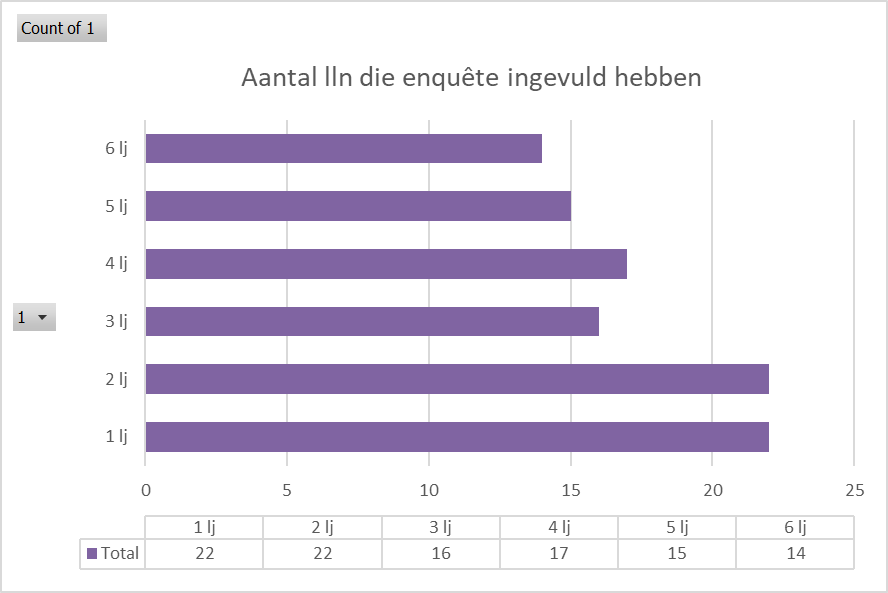 Count of 1
Aantal lln die enquête ingevuld hebben
6 lj
5 lj
4 lj
1
3 lj
2 lj
1 lj
0 5 10 15 20 25
1 lj 2 lj 3 lj 4 lj 5 lj 6 lj
Total 22 22 16 17 15 14